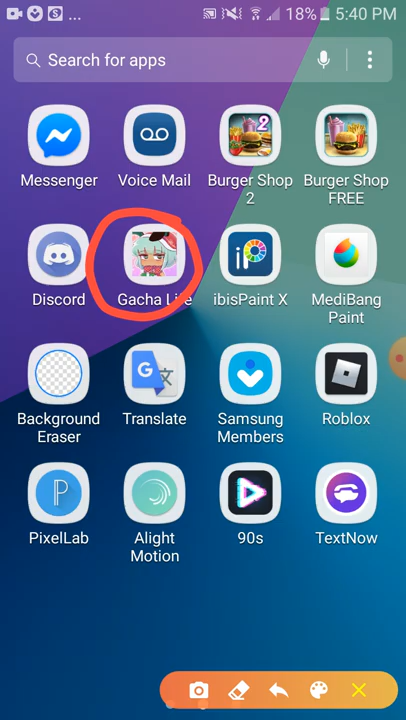 ... 18% 5:40 PM
Search for apps
Messenger Voice Mail Burger Shop 2 Burger Shop FREE
Discord Gacha Life ibisPaint X MediBang Paint
Background Eraser Translate Samsung Members Roblox
PixelLab Alight Motion 90s TextNow